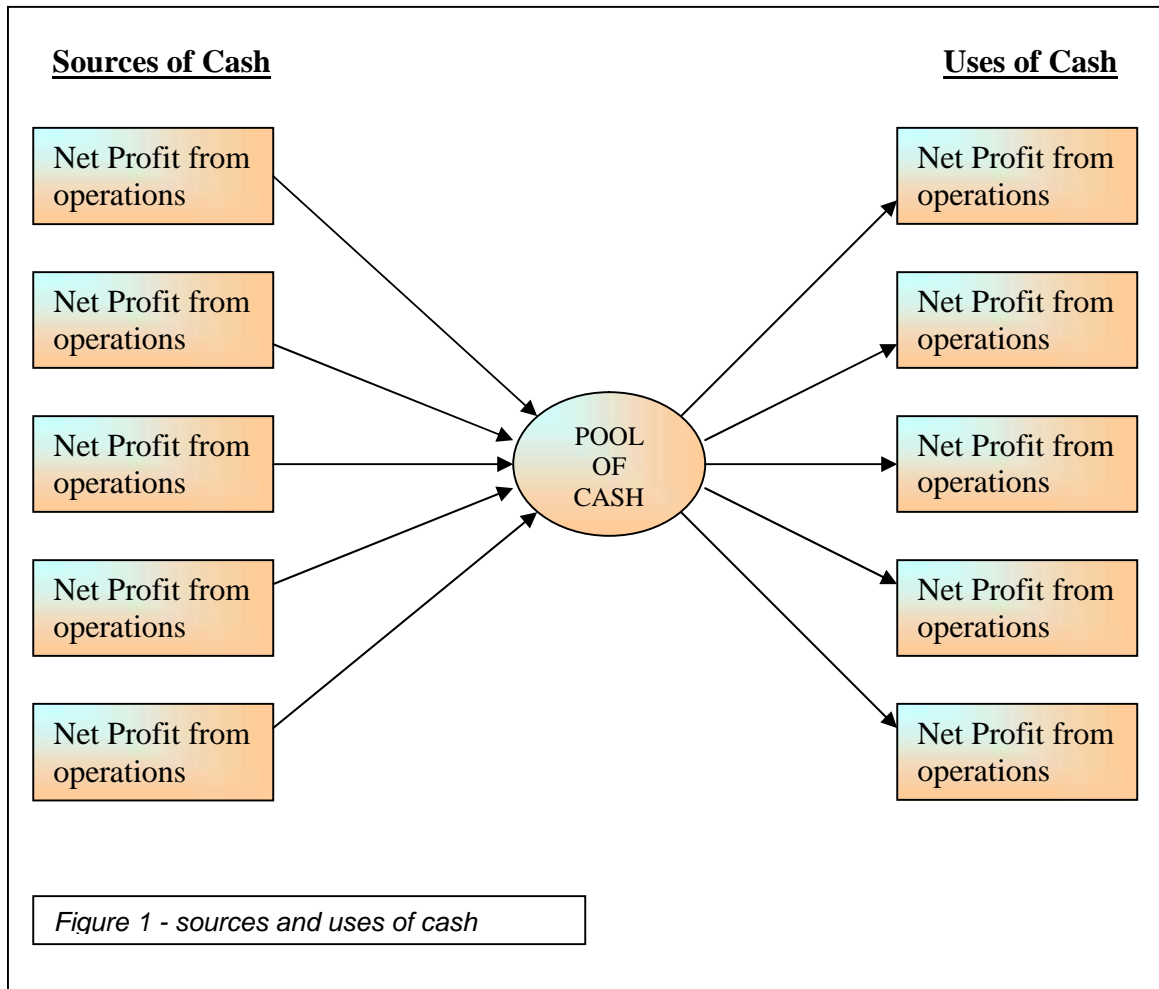 Sources of Cash
Uses of Cash
Net Profit from
operations
Net Profit from
operations
Net Profit from
operations
Net Profit from
operations
Net Profit from
operations
POOL
OF
CASH
Net Profit from
operations
Net Profit from
operations
Net Profit from
operations
Net Profit from
operations
Net Profit from
operations
Figure 1 - sources and uses of cash